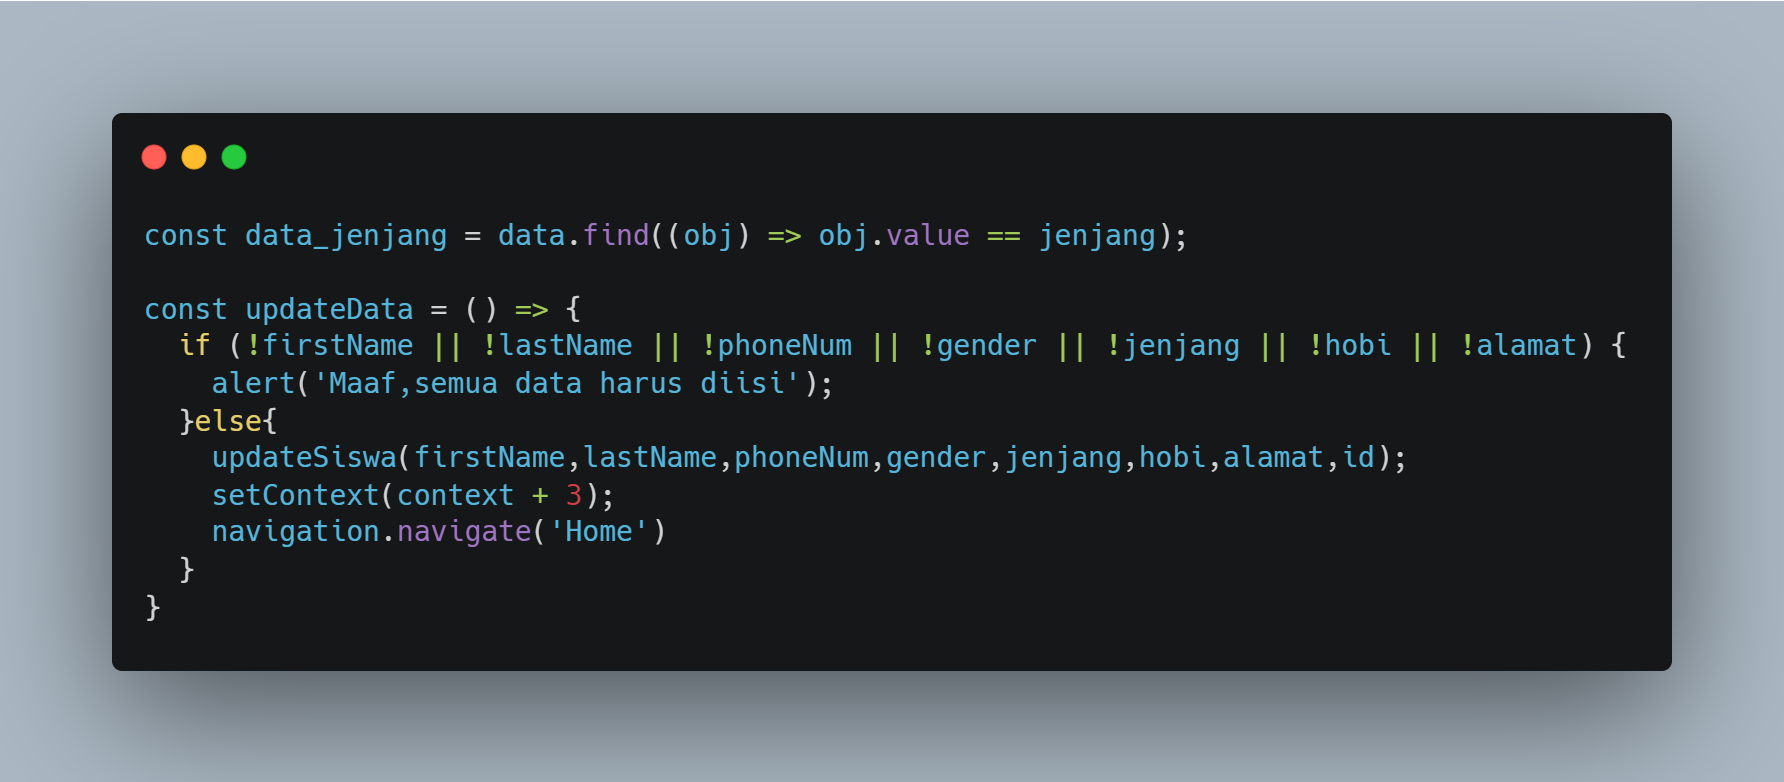 const data_jenjang = data.find((obj) => obj.value == jenjang);

const updateData = () => {
  if (!firstName || !lastName || !phoneNum || !gender || !jenjang || !hobi || !alamat) {
    alert('Maaf,semua data harus diisi');
  }else{
    updateSiswa(firstName,lastName,phoneNum,gender,jenjang,hobi,alamat,id);
    setContext(context + 3);
    navigation.navigate('Home')
  }
}